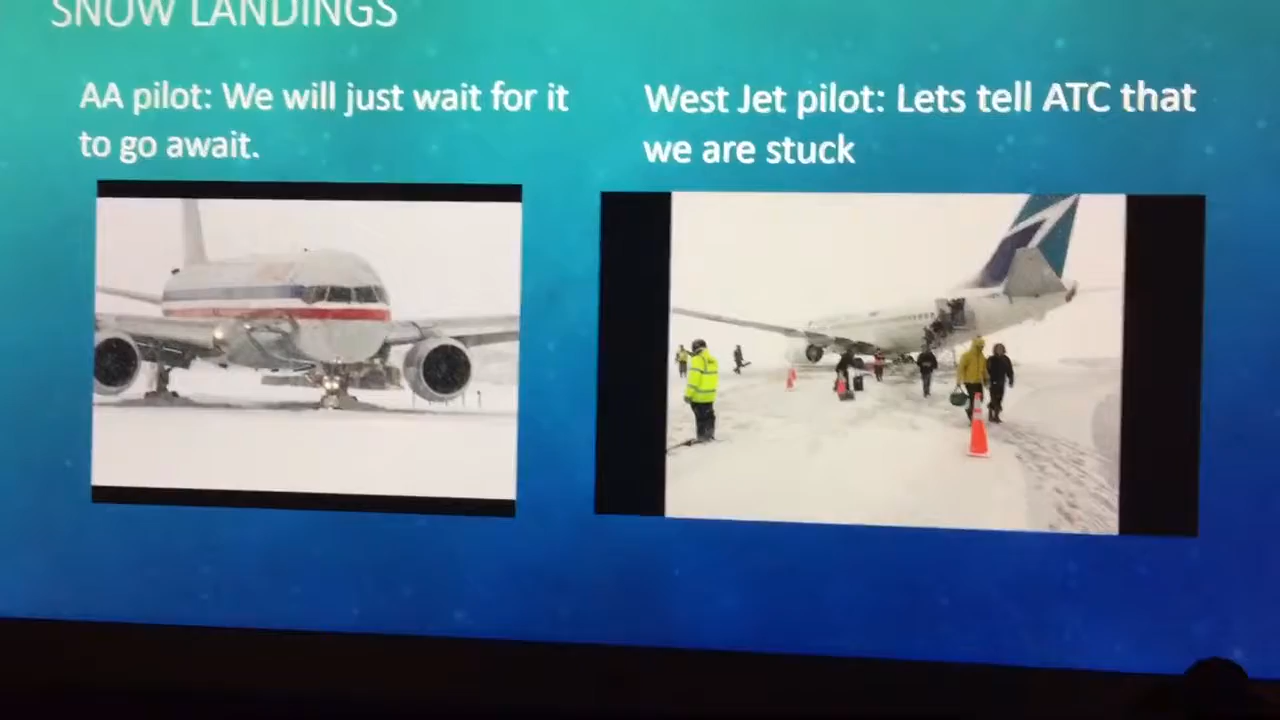 SNOW LANDINGS
AA pilot: We will just wait for it
to go await.
West Jet pilot: Lets tell ATC that
we are stuck